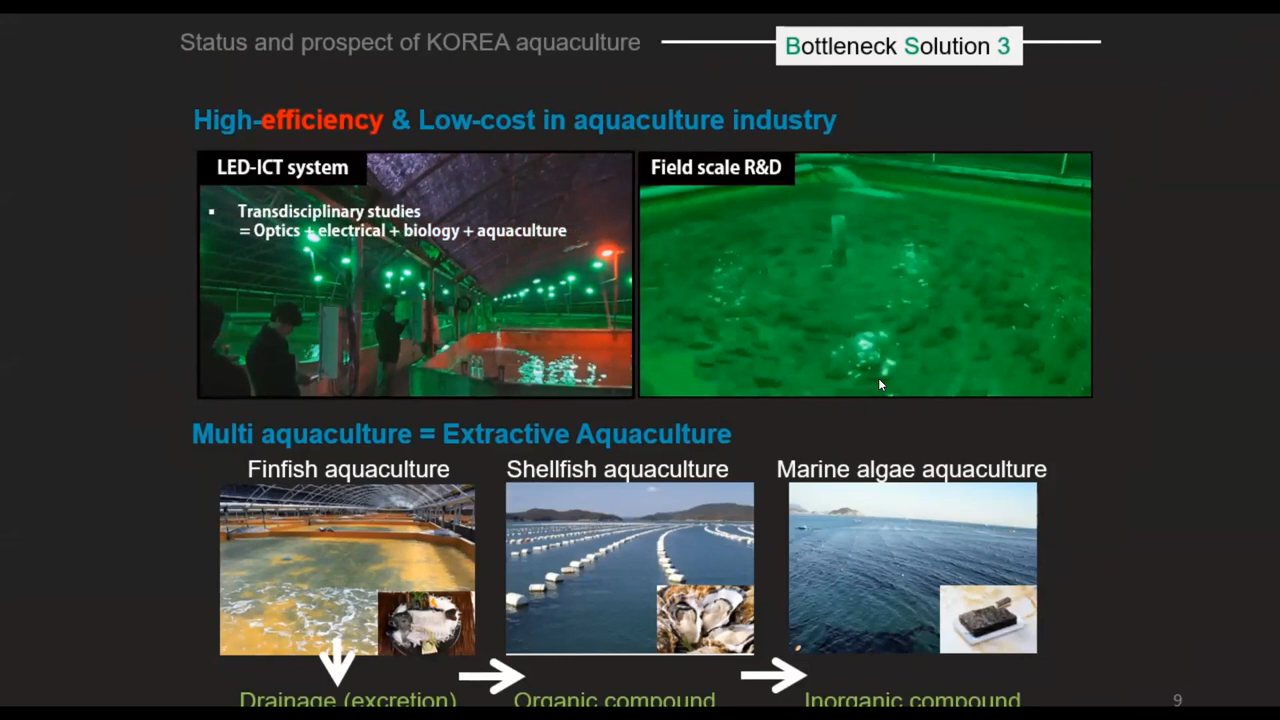 Status and prospect of KOREA aquaculture
Bottleneck Solution 3
High-efficiency & Low-cost in aquaculture industry
LED-ICT system
▪ Transdisciplinary studies
= Optics + electrical + biology + aquaculture
Field scale R&D
Multi aquaculture = Extractive Aquaculture
Finfish aquaculture
Shellfish aquaculture
Marine algae aquaculture
Drainage (excretion)
Organic compound
Inorganic compound
9